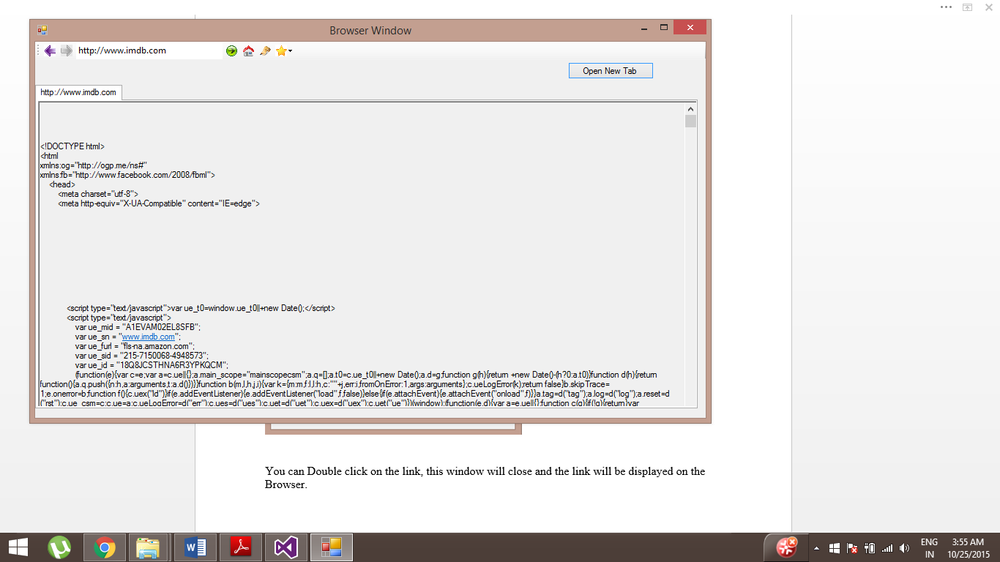 Browser Window
http://www.imdb.com
Open New Tab
http://www.imdb.com
<!DOCTYPE html>
<html
xmlns:og="http://ogp.me/ns#"
xmlns:fb="http://www.facebook.com/2008/fbml">
<head>
<meta charset="utf-8">
<meta http-equiv="X-UA-Compatible" content="IE=edge">
<script type="text/javascript">var ue_t0=window.ue_t0||+new Date();</script>
<script type="text/javascript">
var ue_mid = "A1EVAM02EL8SFB";
var ue_sn = "www.imdb.com";
var ue_furl = "fls-na.amazon.com";
var ue_sid = "215-7150068-4948573";
var ue_id = "18Q8JCSTHNA6R3YPKQCM";
(function(e){var c=e;var a=c.ue||{};a.main_scope="mainscopecsm";a.q=[];a.t0=c.ue_t0||+new Date();a.d=g;function g(h){return +new Date()-(h?0:a.t0)}function d(h){return
function(){a.q.push({n:h,a:arguments,t:a.d()})}}function b(m,l,h,j,i){var k={m:m,f:l,l:h,c:""+j,err:i,fromOnError:1,args:arguments};c.ueLogError(k);return false}b.skipTrace=
1;e.onerror=b;function f(){c.uex("ld")}if(e.addEventListener){e.addEventListener("load",f,false)}else{if(e.attachEvent){e.attachEvent("onload",f)}}a.tag=d("tag");a.log=d("log");a.reset=d
("rst");c.ue_csm=c;c.ue=a;c.ueLogError=d("err");c.ues=d("ues");c.uet=d("uet");c.uex=d("uex");c.uet("ue")})(window);(function(e,d){var a=e.ue||{};function c(g){if(!g){return}var
You can Double click on the link, this window will close and the link will be displayed on the
Browser.
ENG
IN
3:55 AM
10/25/2015